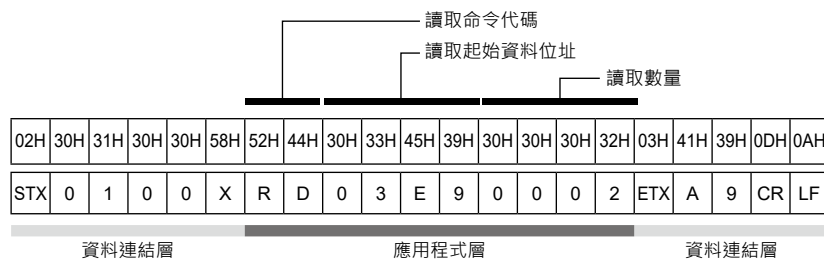 讀取命令代碼
讀取起始資料位址
讀取數量
02H 30H 31H 30H 30H 58H 52H 44H 30H 33H 45H 39H 30H 30H 30H 32H 03H 41H 39H 0DH 0AH
STX 0 1 0 0 X R D 0 3 E 9 0 0 0 2 ETX A 9 CR LF
資料連結層 應用程式層 資料連結層